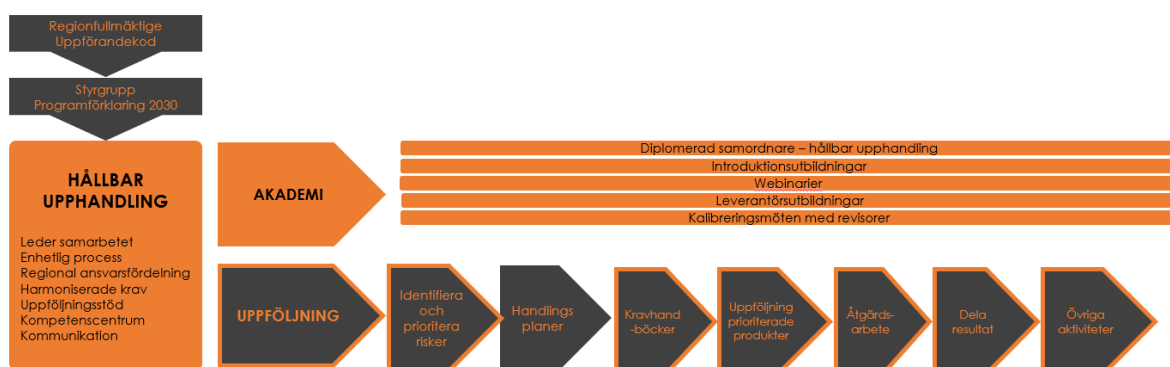 Regionfullmäktige
Uppförandekod
Styrgrupp
Programförklaring 2030
HÅLLBAR
UPPHANDLING
Leder samarbetet
Enhetlig process
Regional ansvarsfördelning
Harmoniserade krav
Uppföljningsstöd
Kompetenscentrum
Kommunikation
AKADEMI
Diplomerad samordnare – hållbar upphandling
Introduktionsutbildningar
Webinarier
Leverantörsutbildningar
Kalibreringsmöten med revisorer
UPPFÖLJNING
Identifiera
och
prioritera
risker
Handlings
planer
Kravhand
-böcker
Uppföljning
prioriterade
produkter
Åtgärds-
arbete
Dela
resultat
Övriga
aktiviteter